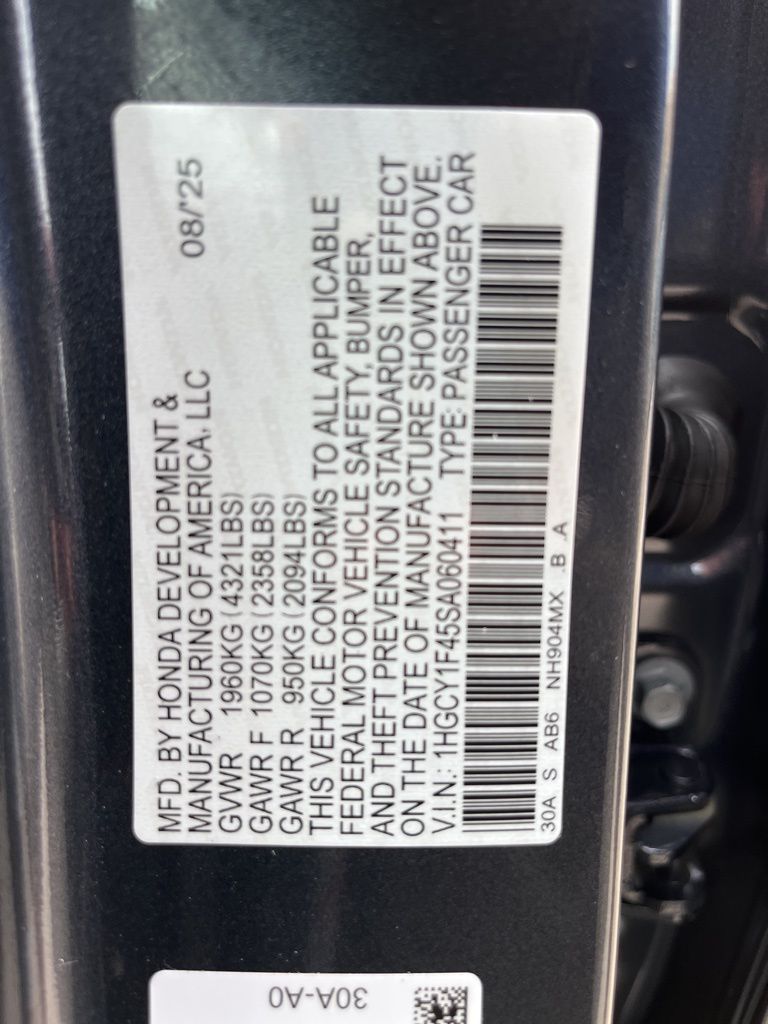 MFD. BY HONDA DEVELOPMENT &
MANUFACTURING OF AMERICA, LLC 08/'25
GVWR 1960KG (4321LBS)
GAWR F 1070KG (2358LBS)
GAWR R 950KG (2094LBS)
THIS VEHICLE CONFORMS TO ALL APPLICABLE
FEDERAL MOTOR VEHICLE SAFETY, BUMPER,
AND THEFT PREVENTION STANDARDS IN EFFECT
ON THE DATE OF MANUFACTURE SHOWN ABOVE.
V.I.N.: 1HGCY1F45SA060411 TYPE: PASSENGER CAR
30A S AB6 NH904MX .B .A
30A-A0